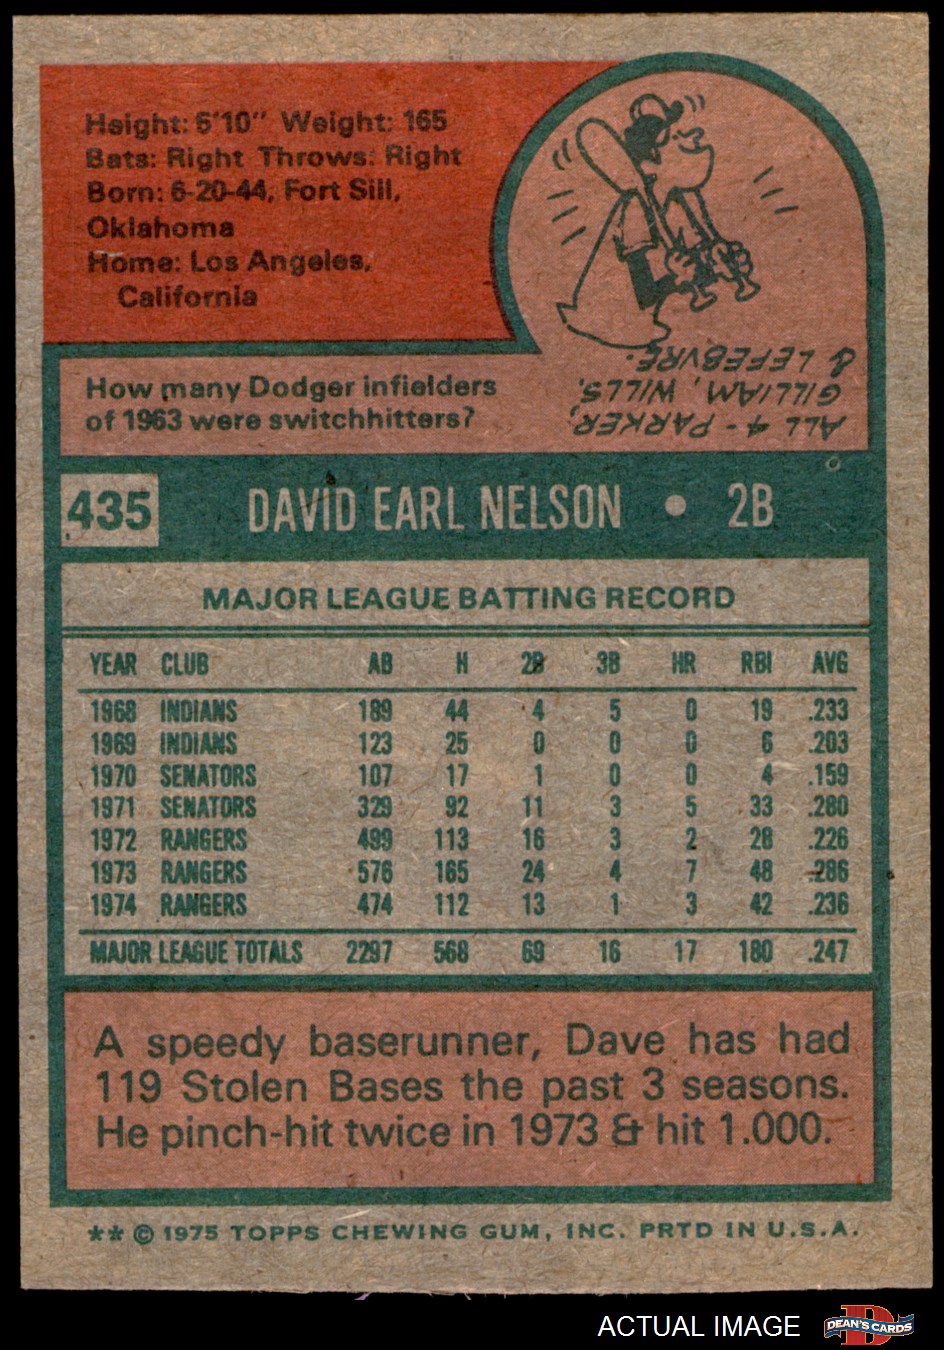 Height: 5'10" Weight: 165
Bats: Right Throws: Right
Born: 6-20-44, Fort Sill,
Oklahoma
Home: Los Angeles,
California
How many Dodger infielders
of 1963 were switchhitters?
ALL 4 - PARKER,
GILLIAM, WILLS,
& LEFEBVRE.
435 DAVID EARL NELSON • 2B
MAJOR LEAGUE BATTING RECORD
YEAR CLUB AB H 2B 3B HR RBI AVG
1968 INDIANS 189 44 4 5 0 19 .233
1969 INDIANS 123 25 0 0 0 6 .203
1970 SENATORS 107 17 1 0 0 4 .159
1971 SENATORS 329 92 11 3 5 33 .280
1972 RANGERS 499 113 16 3 2 28 .226
1973 RANGERS 576 165 24 4 7 48 .286
1974 RANGERS 474 112 13 1 3 42 .236
MAJOR LEAGUE TOTALS 2297 568 69 16 17 180 .247
A speedy baserunner, Dave has had
119 Stolen Bases the past 3 seasons.
He pinch-hit twice in 1973 & hit 1.000.
** © 1975 TOPPS CHEWING GUM, INC. PRTD IN U.S.A.
ACTUAL IMAGE
D
DEAN'S CARDS